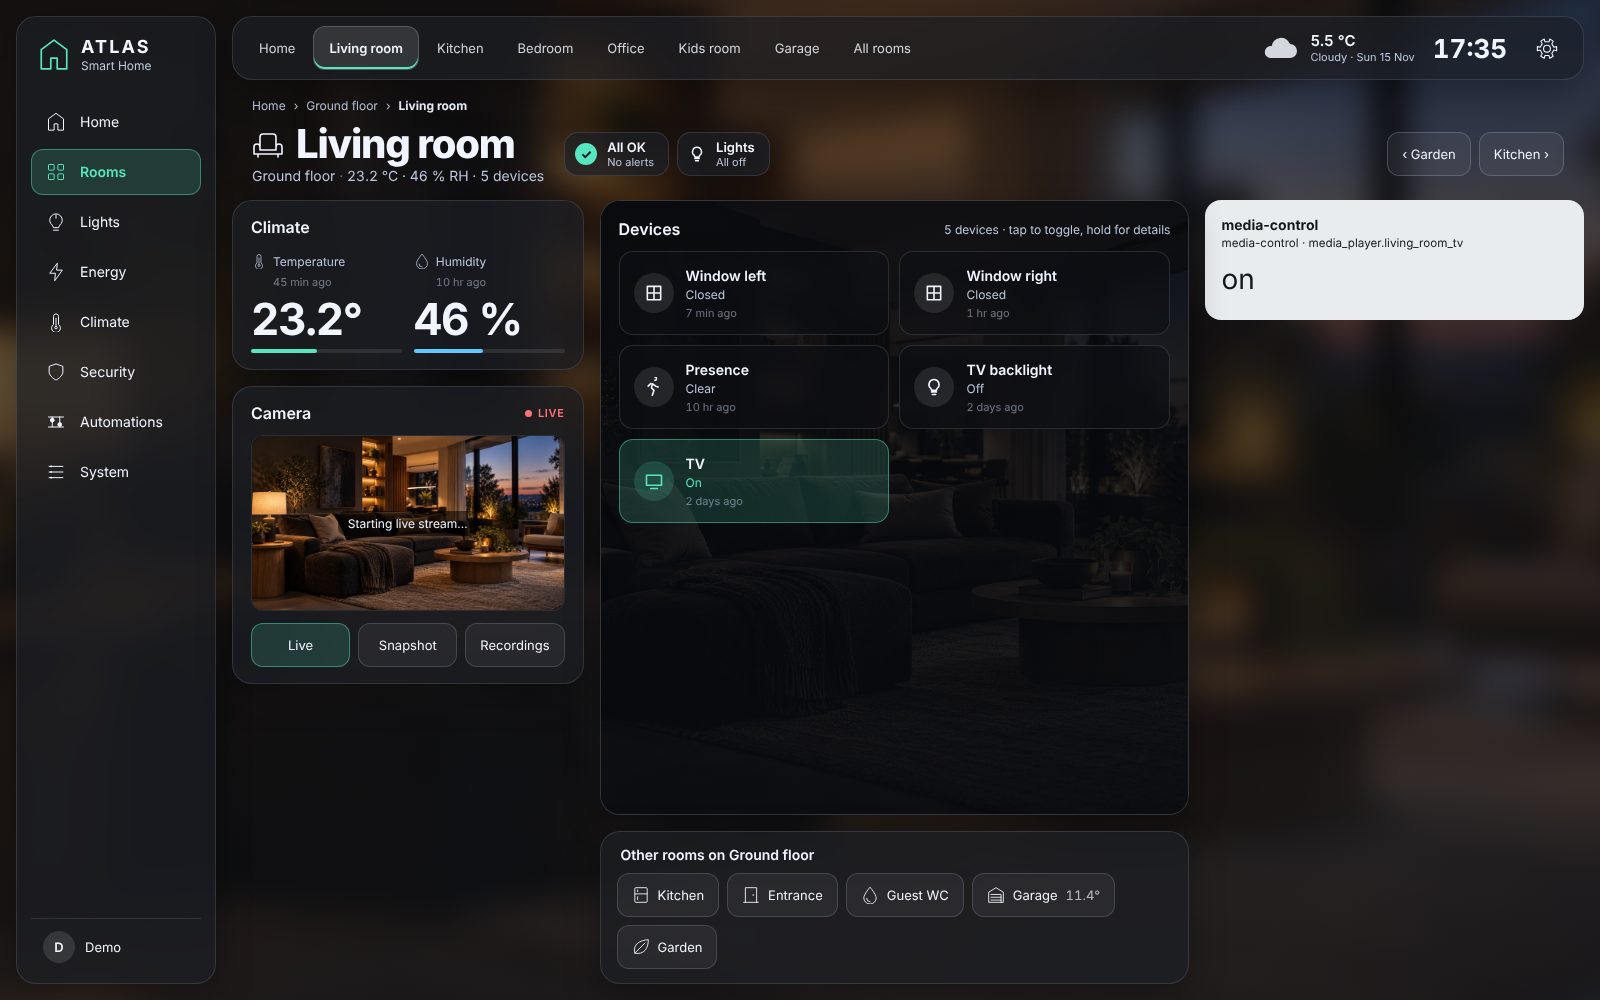 ATLAS
Smart Home
Home
Rooms
Lights
Energy
Climate
Security
Automations
System
D Demo
Home Living room Kitchen Bedroom Office Kids room Garage All rooms
5.5 °C
Cloudy · Sun 15 Nov
17:35
Home › Ground floor › Living room
Living room
Ground floor · 23.2 °C · 46 % RH · 5 devices
All OK
No alerts
Lights
All off
‹ Garden
Kitchen ›
Climate
Temperature
45 min ago
23.2°
Humidity
10 hr ago
46 %
Camera
LIVE
Starting live stream...
Live
Snapshot
Recordings
Devices
5 devices · tap to toggle, hold for details
Window left
Closed
7 min ago
Window right
Closed
1 hr ago
Presence
Clear
10 hr ago
TV backlight
Off
2 days ago
TV
On
2 days ago
Other rooms on Ground floor
Kitchen
Entrance
Guest WC
Garage 11.4°
Garden
media-control
media-control · media_player.living_room_tv
on